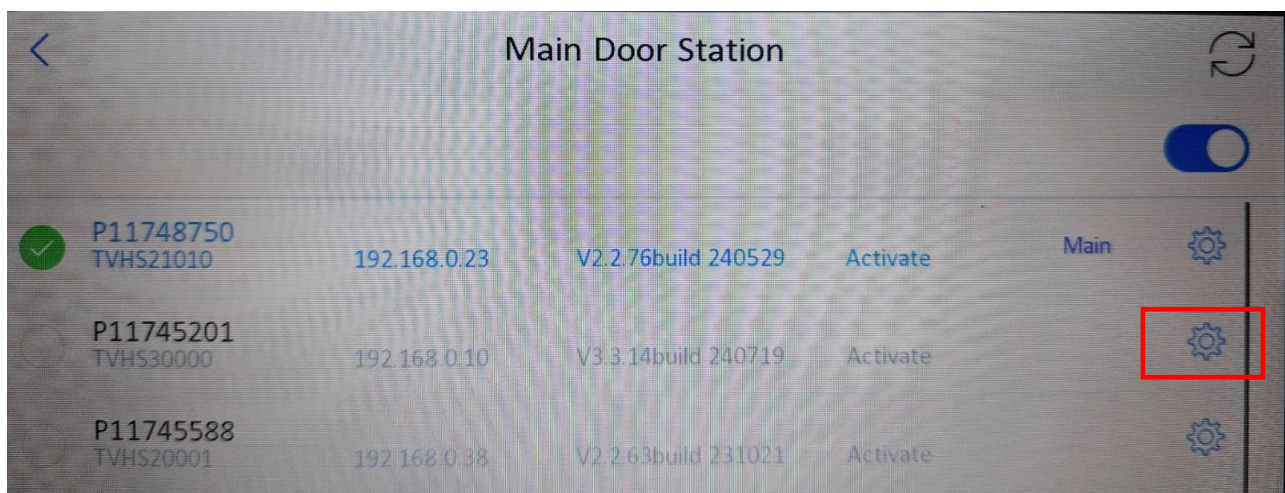 Main Door Station
P11748750
TVHS21010 192.168.0.23 V2.2.76build 240529 Activate Main
P11745201
TVHS30000 192.168.0.10 V3.3.14build 240719 Activate
P11745588
TVHS20001 192.168.0.38 V2.2.63build 231021 Activate